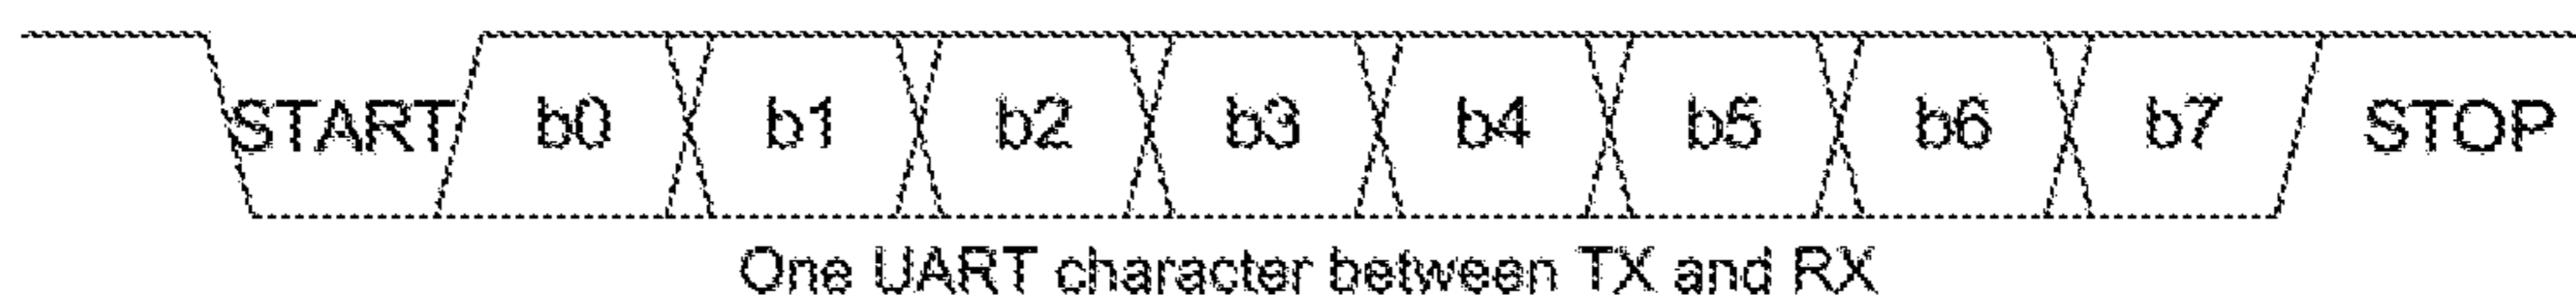 START b0 b1 b2 b3 b4 b5 b6 b7 STOP
One UART character between TX and RX